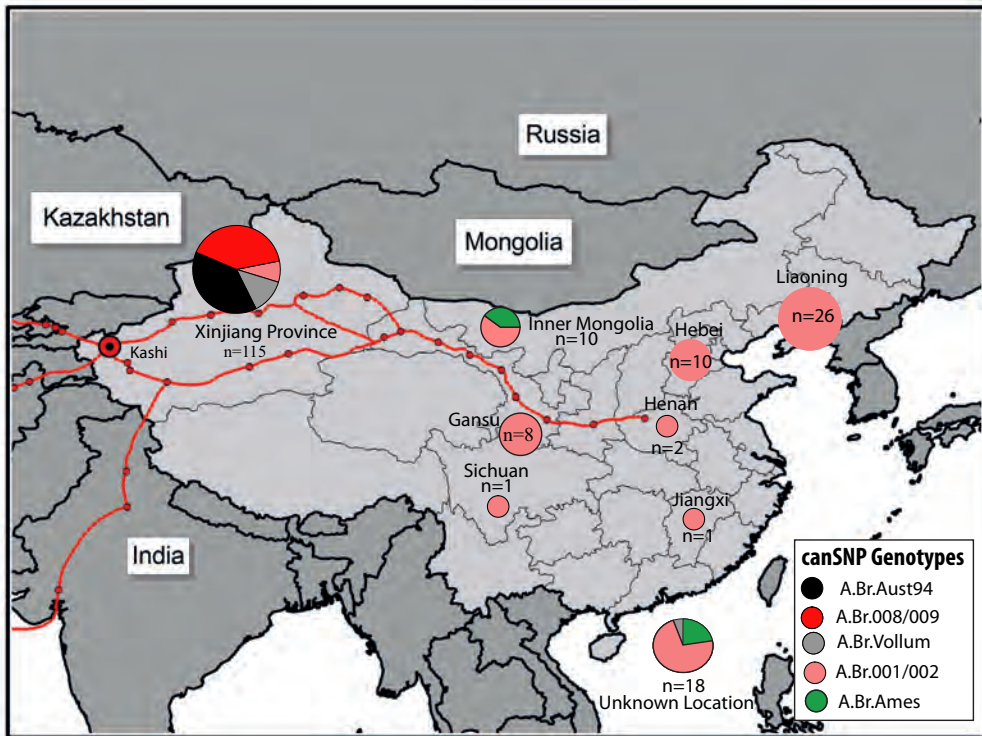 Russia
Kazakhstan
Mongolia
Liaoning
n=26
Xinjiang Province
n=115
Kashi
Inner Mongolia
n=10
Hebei
n=10
Gansu
n=8
Henan
n=2
Sichuan
n=1
Jiangxi
n=1
India
n=18
Unknown Location
canSNP Genotypes
A.Br.Aust94
A.Br.008/009
A.Br.Vollum
A.Br.001/002
A.Br.Ames